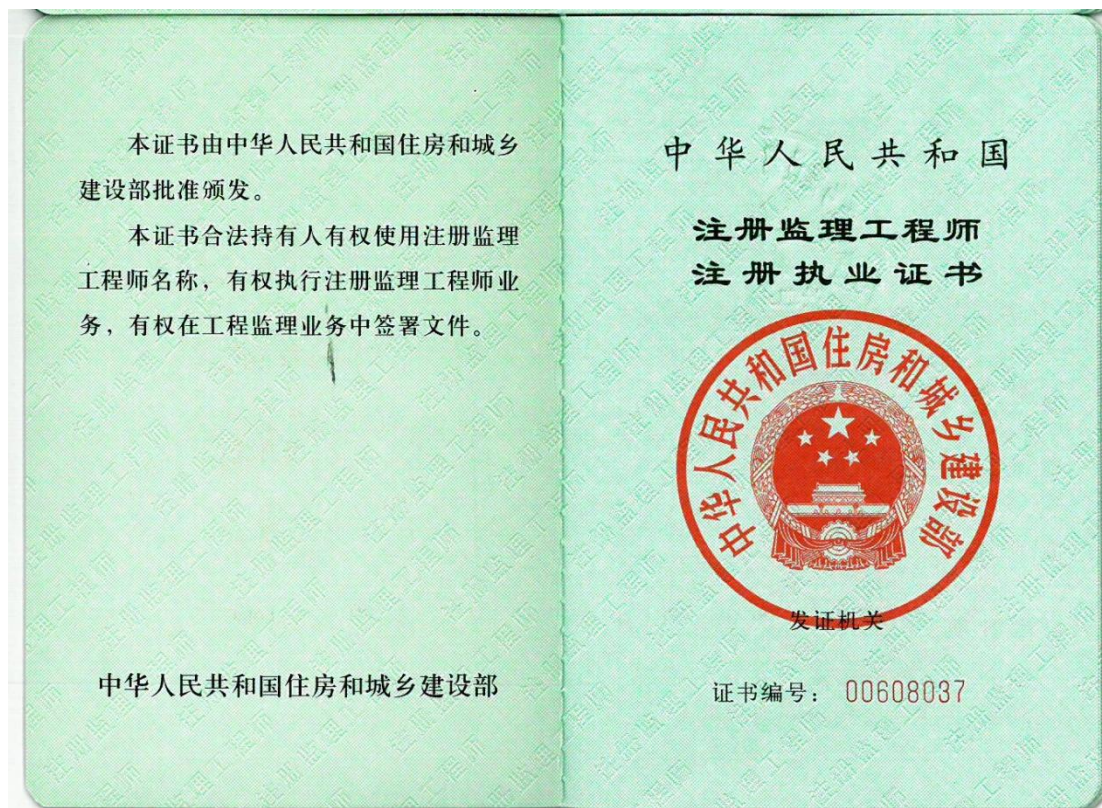 本证书由中华人民共和国住房和城乡
建设部批准颁发。
本证书合法持有人有权使用注册监理
工程师名称，有权执行注册监理工程师业
务，有权在工程监理业务中签署文件。
中华人民共和国住房和城乡建设部
中华人民共和国
注册监理工程师
注册执业证书
中华人民共和国住房和城乡建设部
发证机关
证书编号：00608037